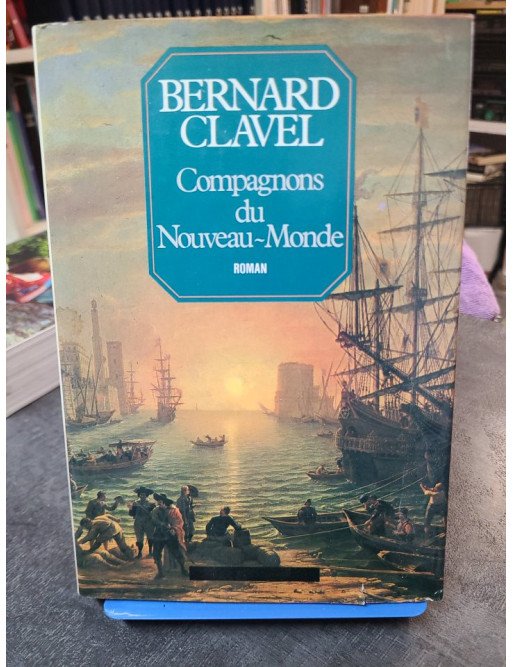 BERNARD
CLAVEL
Compagnons
du
Nouveau~Monde
ROMAN